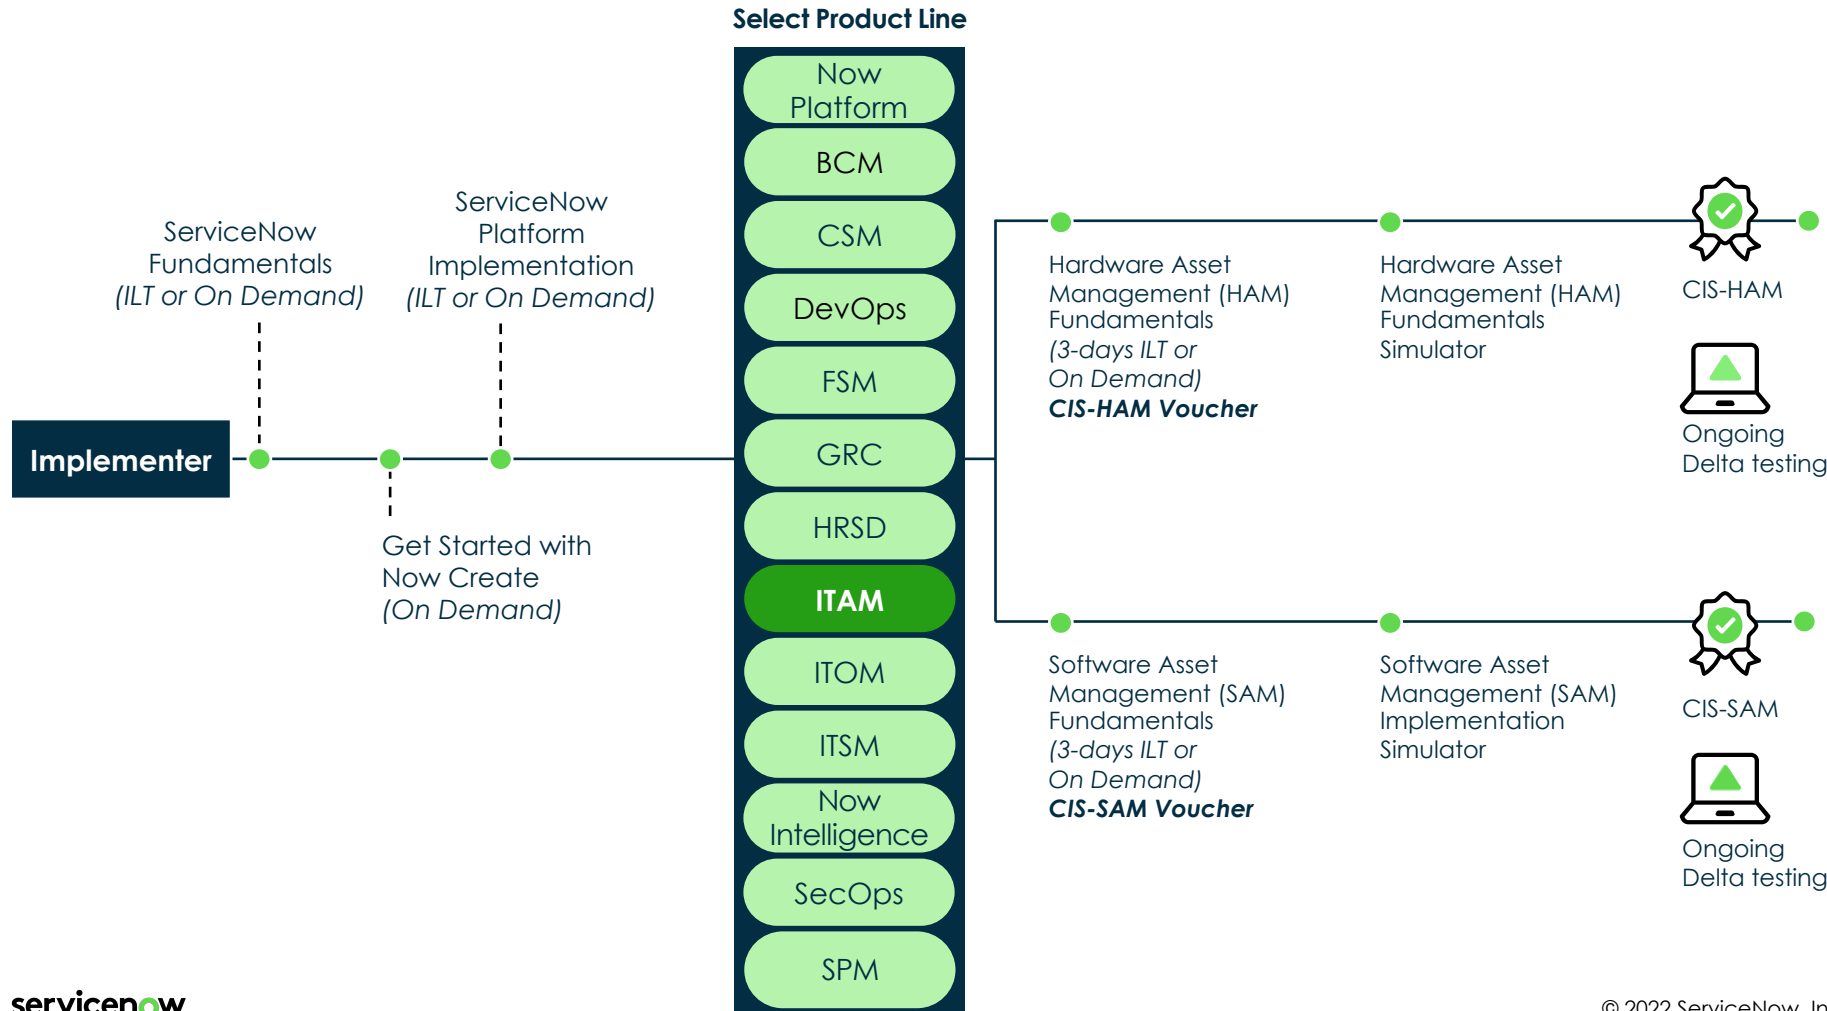 Select Product Line
Now
Platform
BCM
CSM
DevOps
FSM
GRC
HRSD
ITAM
ITOM
ITSM
Now
Intelligence
SecOps
SPM
Implementer
ServiceNow
Fundamentals
(ILT or On Demand)
Get Started with
Now Create
(On Demand)
ServiceNow
Platform
Implementation
(ILT or On Demand)
Hardware Asset
Management (HAM)
Fundamentals
(3-days ILT or
On Demand)
CIS-HAM Voucher
Hardware Asset
Management (HAM)
Fundamentals
Simulator
CIS-HAM
Ongoing
Delta testing
Software Asset
Management (SAM)
Fundamentals
(3-days ILT or
On Demand)
CIS-SAM Voucher
Software Asset
Management (SAM)
Implementation
Simulator
CIS-SAM
Ongoing
Delta testing
servicenow
© 2022 ServiceNow, In